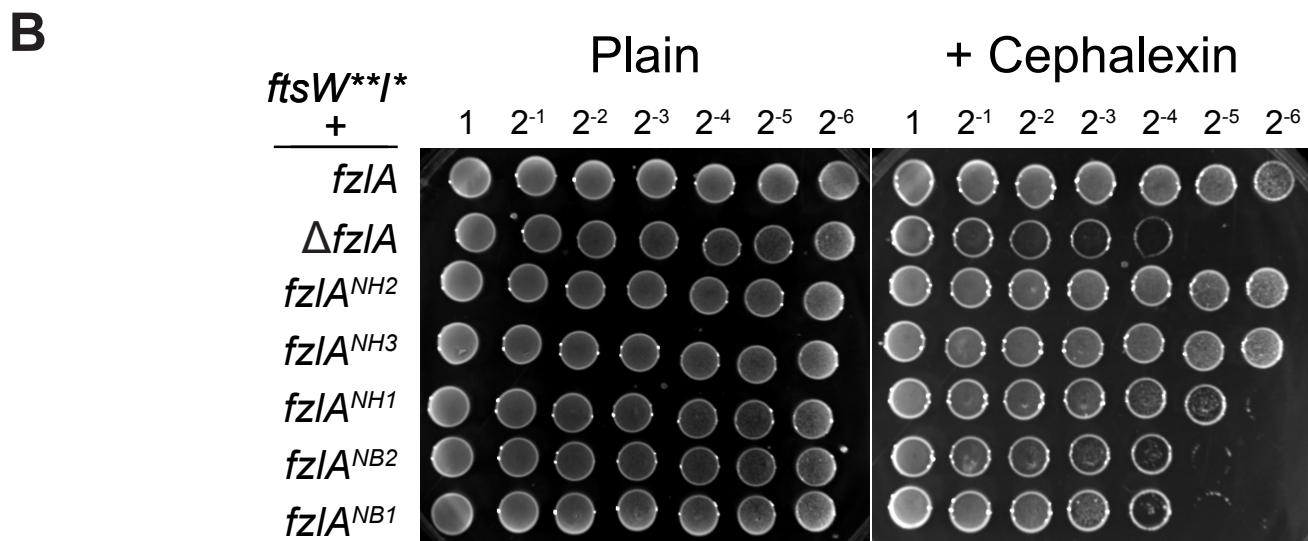 B
Plain + Cephalexin
ftsW**I*
+ 1 2⁻¹ 2⁻² 2⁻³ 2⁻⁴ 2⁻⁵ 2⁻⁶ 1 2⁻¹ 2⁻² 2⁻³ 2⁻⁴ 2⁻⁵ 2⁻⁶
fzlA
ΔfzlA
fzlAᴺᴴ²
fzlAᴺᴴ³
fzlAᴺᴴ¹
fzlAᴺᴮ²
fzlAᴺᴮ¹